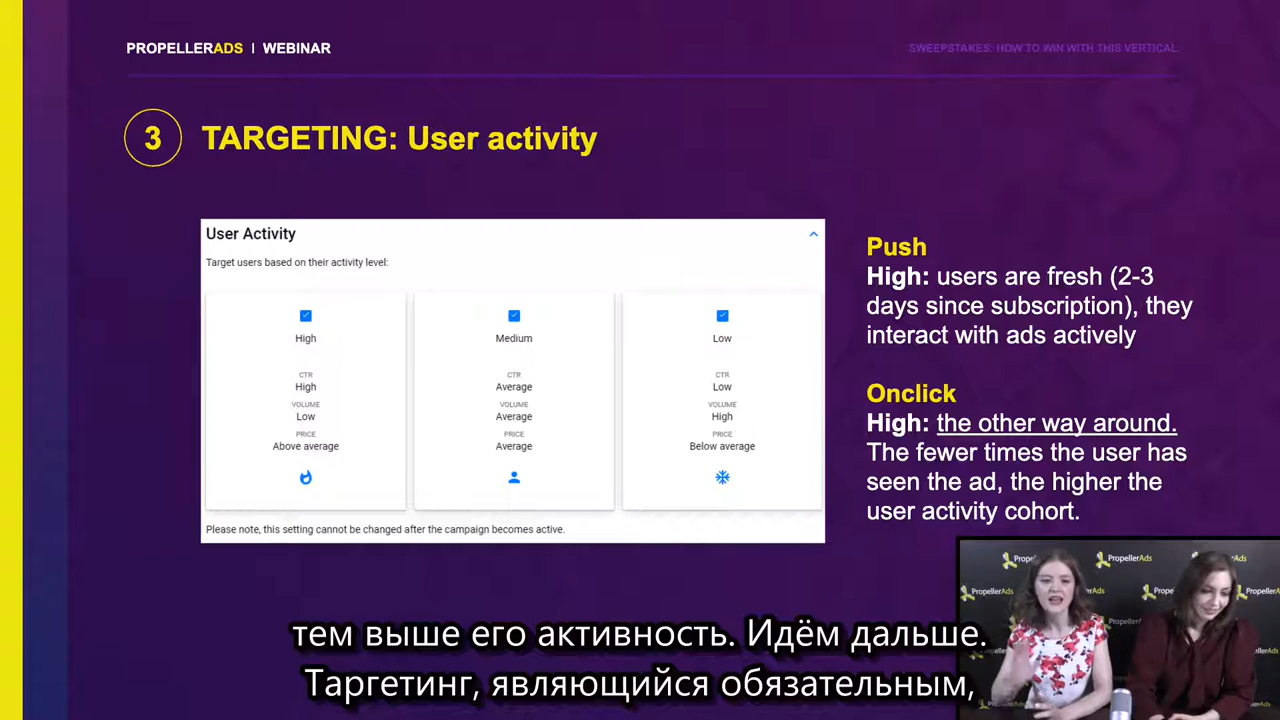 PROPELLERADS | WEBINAR
SWEEPSTAKES: HOW TO WIN WITH THIS VERTICAL.
3
TARGETING: User activity
User Activity
Target users based on their activity level:
High
CTR
High
VOLUME
Low
PRICE
Above average
Medium
CTR
Average
VOLUME
Average
PRICE
Average
Low
CTR
Low
VOLUME
High
PRICE
Below average
Please note, this setting cannot be changed after the campaign becomes active.
Push
High: users are fresh (2-3
days since subscription), they
interact with ads actively
Onclick
High: the other way around.
The fewer times the user has
seen the ad, the higher the
user activity cohort.
PropellerAds
PropellerAds
PropellerAds
PropellerAds
тем выше его активность. Идём дальше.
Таргетинг, являющийся обязательным,